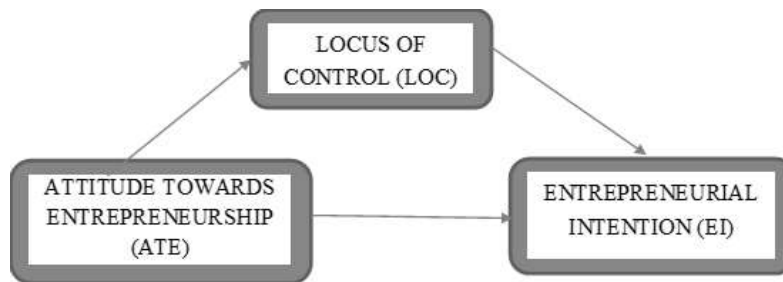 LOCUS OF
CONTROL (LOC)
ATTITUDE TOWARDS
ENTREPRENEURSHIP
(ATE)
ENTREPRENEURIAL
INTENTION (EI)